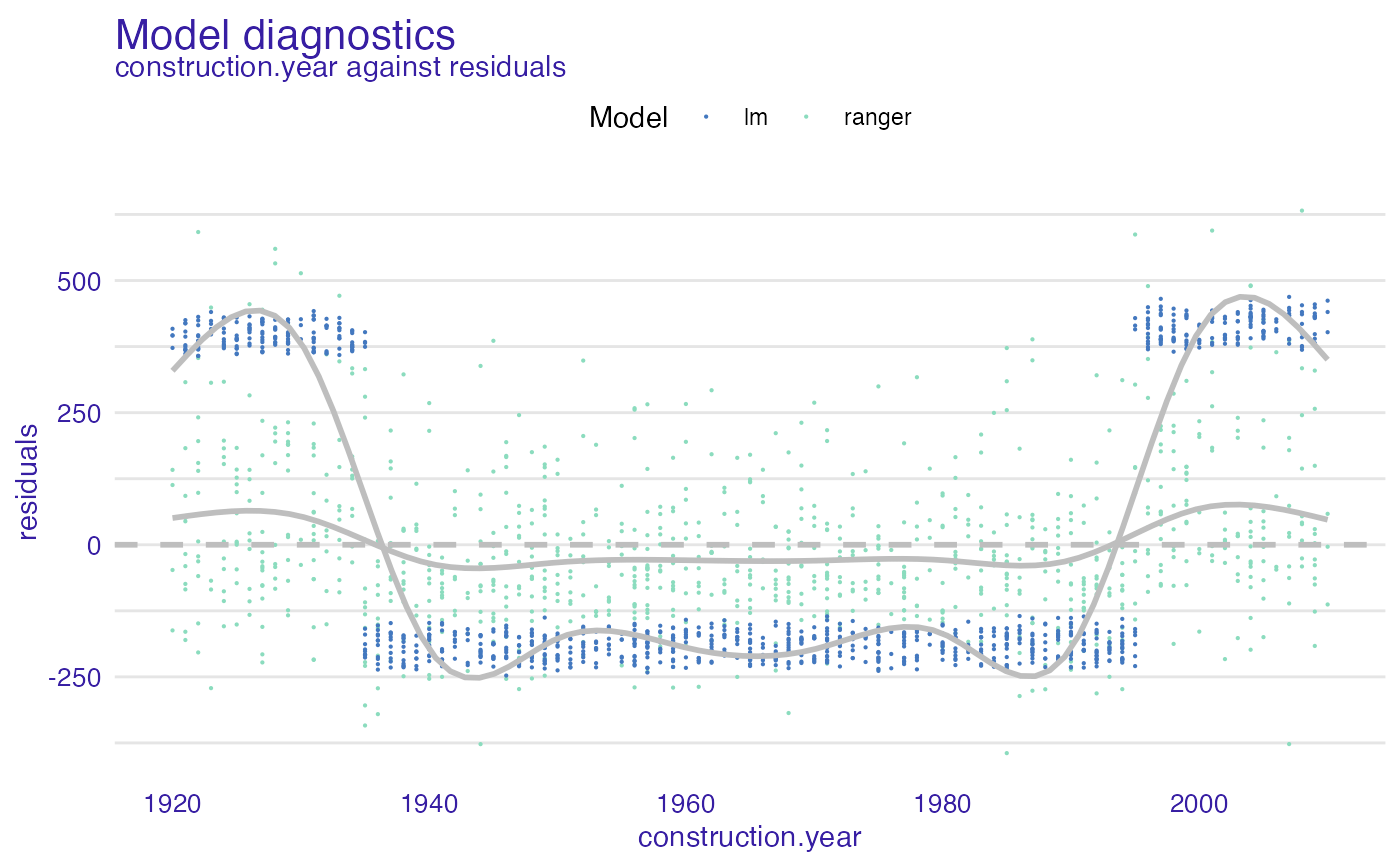 Model diagnostics
construction.year against residuals
Model lm ranger
500
250
0
-250
residuals
1920 1940 1960 1980 2000
construction.year